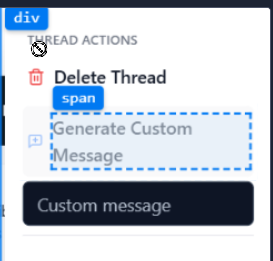 div
THREAD ACTIONS
Delete Thread
span
Generate Custom
Message
Custom message